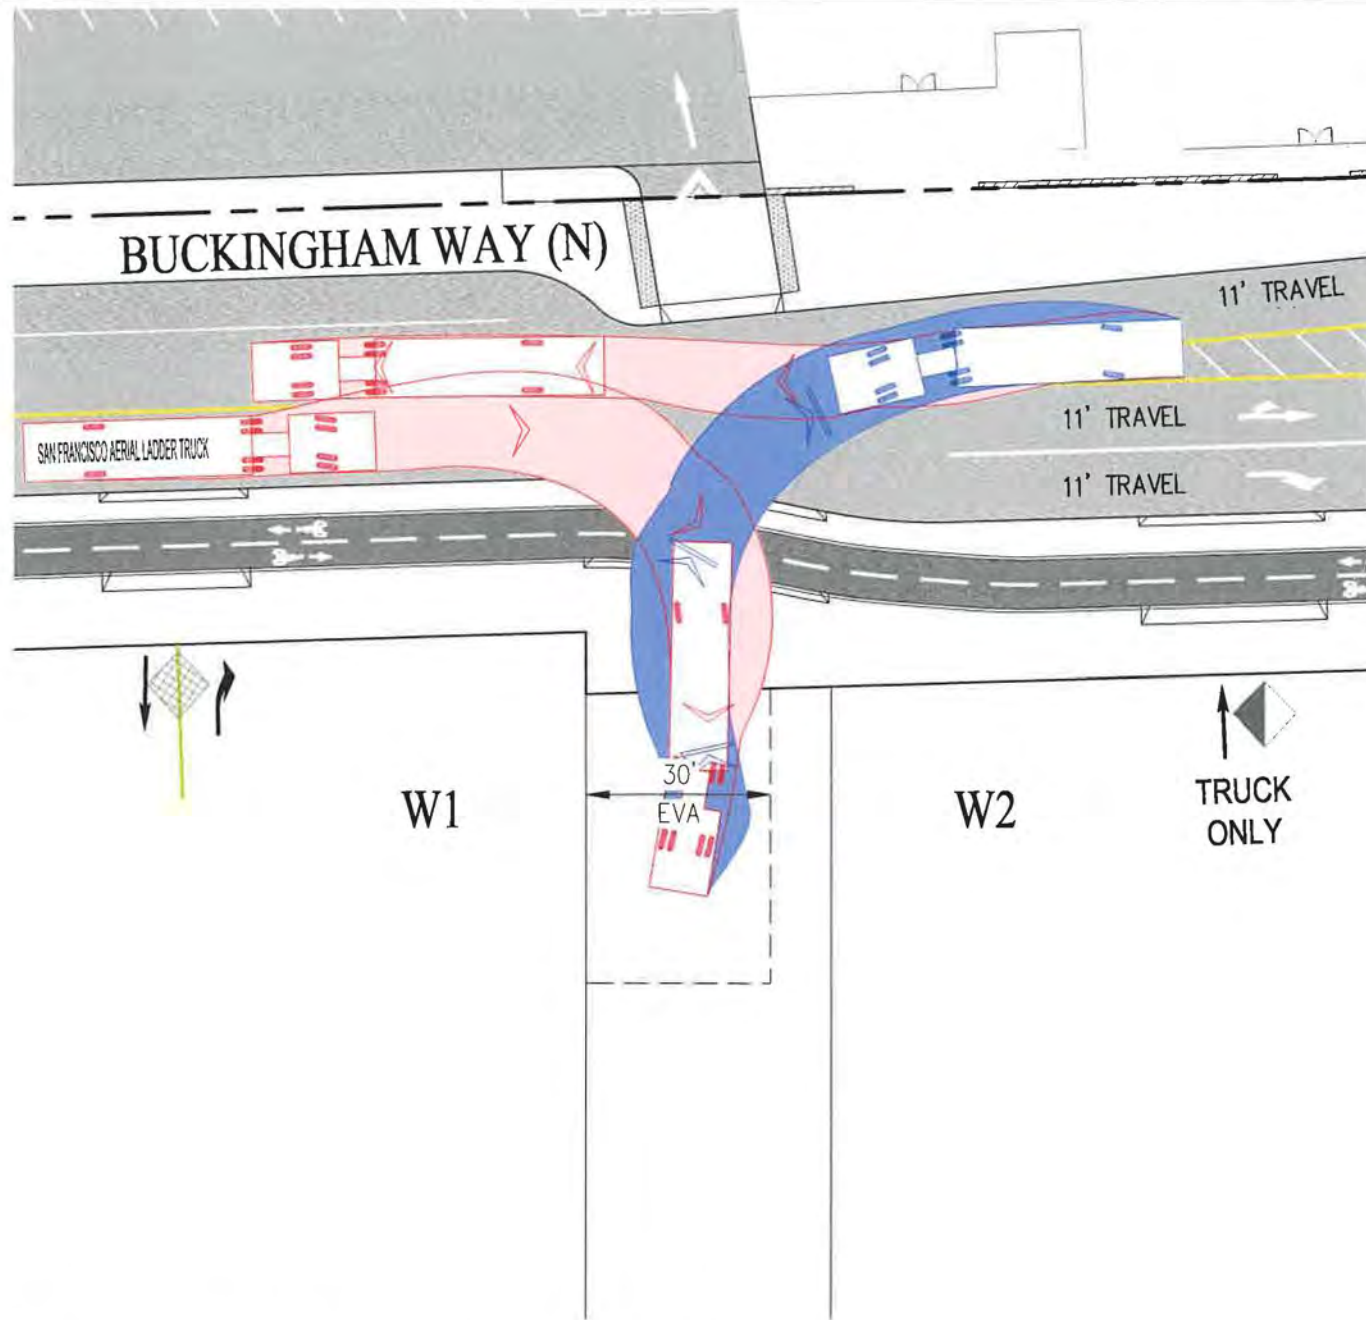 BUCKINGHAM WAY (N)
11' TRAVEL
11' TRAVEL
SAN FRANCISCO AERIAL LADDER TRUCK
11' TRAVEL
30'
EVA
W1
W2
TRUCK
ONLY